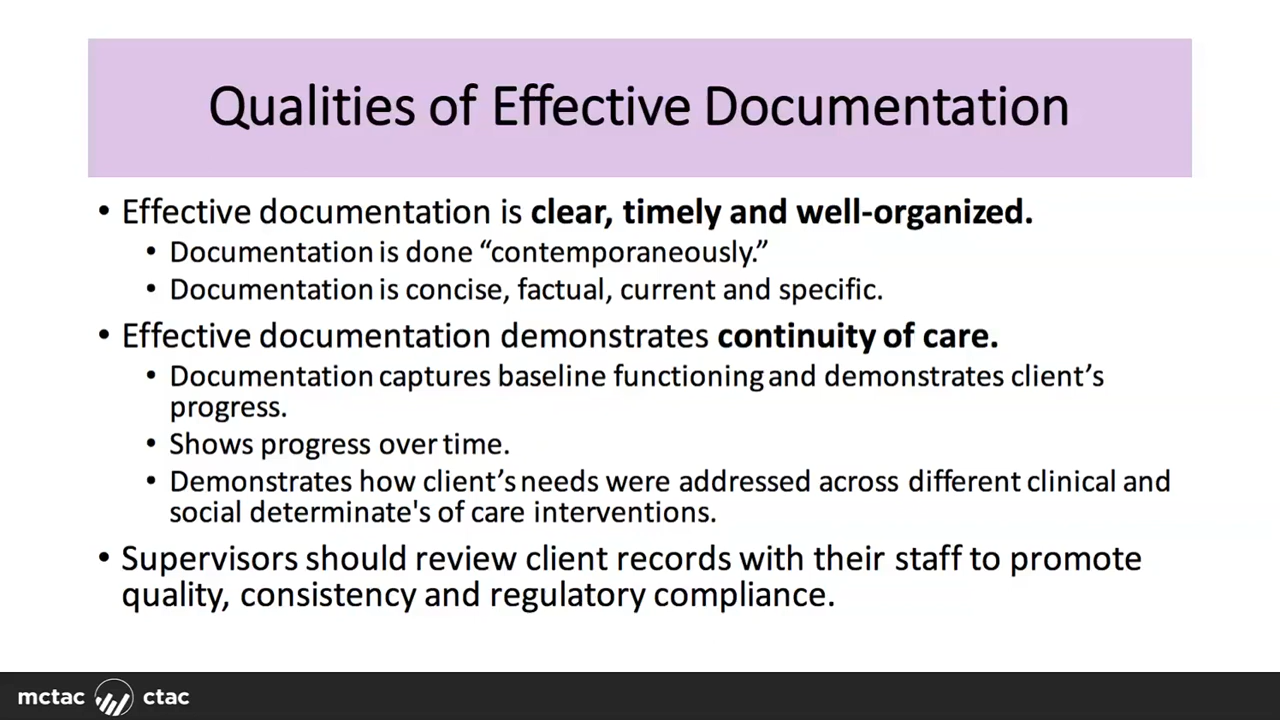 Qualities of Effective Documentation
• Effective documentation is clear, timely and well-organized.
• Documentation is done “contemporaneously.”
• Documentation is concise, factual, current and specific.
• Effective documentation demonstrates continuity of care.
• Documentation captures baseline functioning and demonstrates client’s
progress.
• Shows progress over time.
• Demonstrates how client’s needs were addressed across different clinical and
social determinate's of care interventions.
• Supervisors should review client records with their staff to promote
quality, consistency and regulatory compliance.
mctac ctac